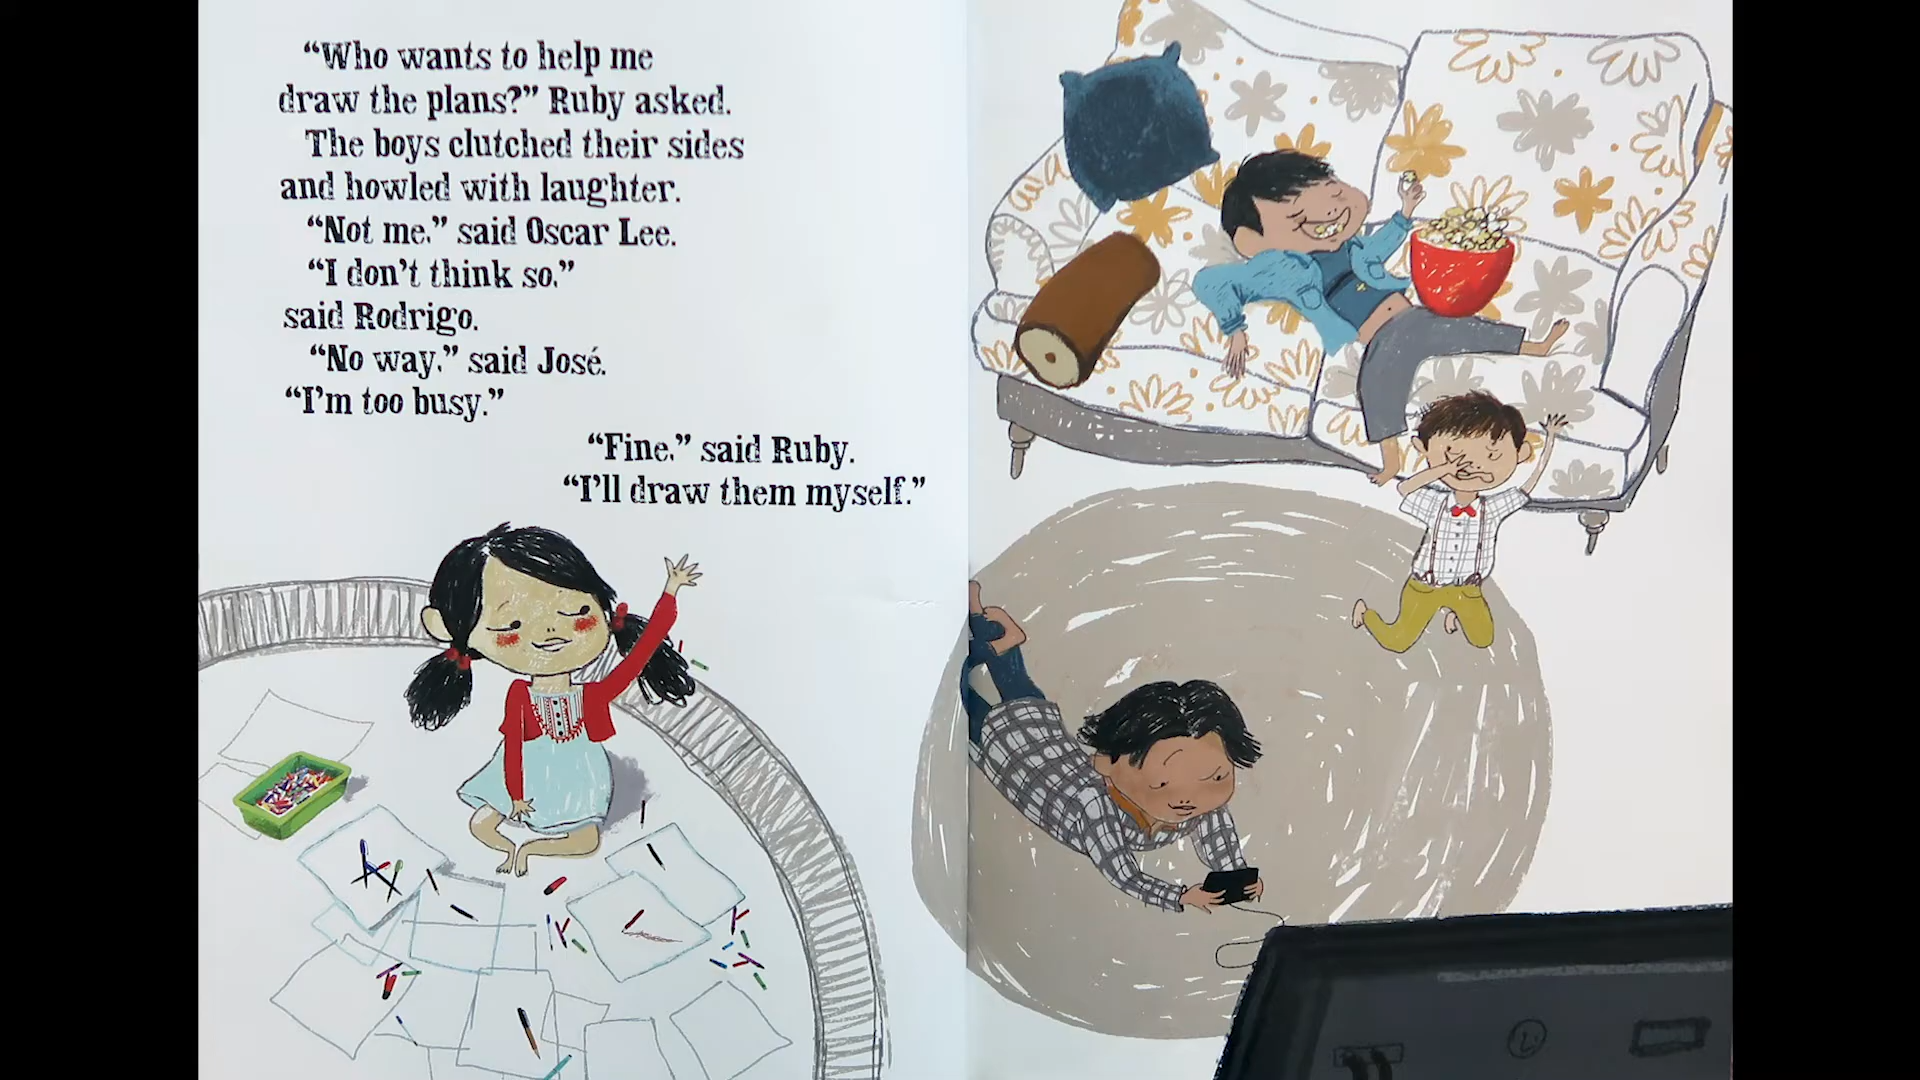 “Who wants to help me
draw the plans?” Ruby asked.
The boys clutched their sides
and howled with laughter.
“Not me,” said Oscar Lee.
“I don’t think so,”
said Rodrigo.
“No way,” said José.
“I’m too busy.”
“Fine,” said Ruby.
“I’ll draw them myself.”